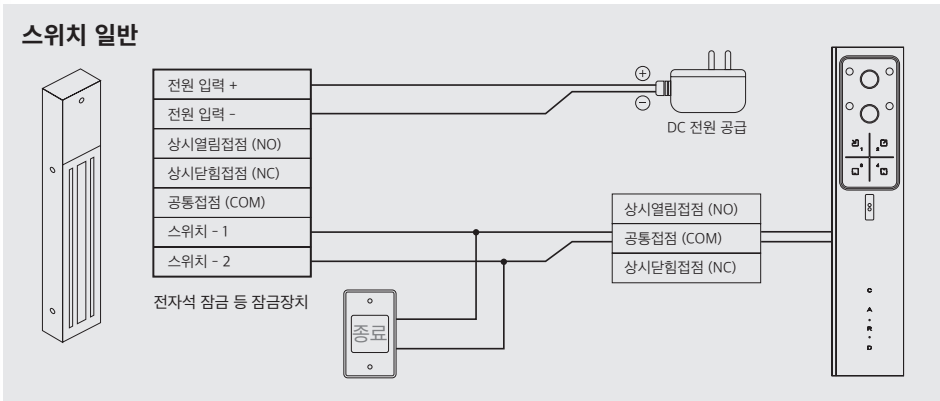 스위치 일반
전원 입력 +
전원 입력 -
상시열림접점 (NO)
상시닫힘접점 (NC)
공통접점 (COM)
스위치 - 1
스위치 - 2
전자석 잠금 등 잠금장치
+
-
DC 전원 공급
종료
상시열림접점 (NO)
공통접점 (COM)
상시닫힘접점 (NC)
1
2
3
4
C
A
R
D